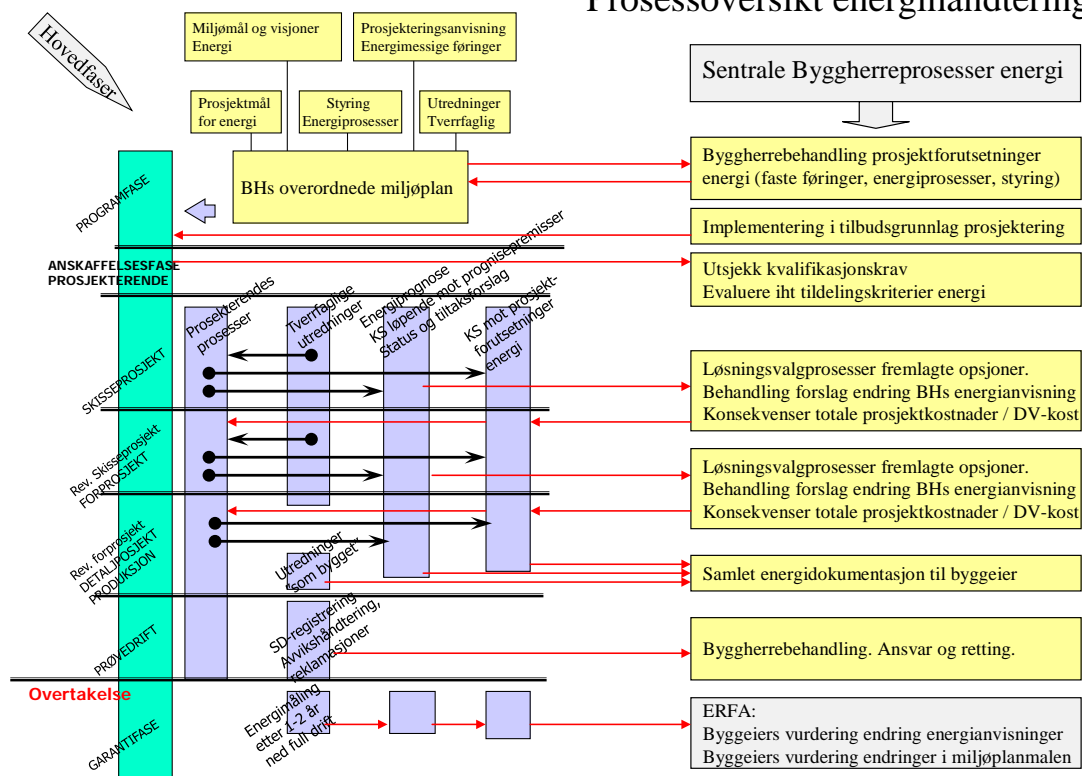 Prosessoversikt energihåndtering
Hovedfaser
Miljømål og visjoner
Energi
Prosjekteringsanvisning
Energimessige føringer
Sentrale Byggherreprosesser energi
Prosjektmål
for energi
Styring
Energiprosesser
Utredninger
Tverrfaglig
BHs overordnede miljøplan
Byggherrebehandling prosjektforutsetninger
energi (faste føringer, energiprosesser, styring)
PROGRAMFASE
Implementering i tilbudsgrunnlag prosjektering
ANSKAFFELSESFASE
PROSJEKTERENDE
Utsjekk kvalifikasjonskrav
Evaluere iht tildelingskriterier energi
Prosekterendes
prosesser
Tverrfaglige
utredninger
Energiprognose
KS løpende mot prognisepremisser
Status og tiltaksforslag
KS mot prosjekt-
forutsetninger
energi
SKISSEPROSJEKT
Løsningsvalgprosesser fremlagte opsjoner.
Behandling forslag endring BHs energianvisning
Konsekvenser totale prosjektkostnader / DV-kost
Rev. Skisseprosjekt
FORPROSJEKT
Løsningsvalgprosesser fremlagte opsjoner.
Behandling forslag endring BHs energianvisning
Konsekvenser totale prosjektkostnader / DV-kost
Rev. forprosjekt
DETALJPOSJEKT
PRODUKSJON
Utredninger
"som bygget"
Samlet energidokumentasjon til byggeier
PRØVEDRIFT
SD-registrering
Avvikshåndtering,
reklamasjoner
Byggherrebehandling. Ansvar og retting.
Overtakelse
GARANTIFASE
Energimåling
etter 1-2 år
ned full drift
ERFA:
Byggeiers vurdering endring energianvisninger
Byggeiers vurdering endringer i miljøplanmalen